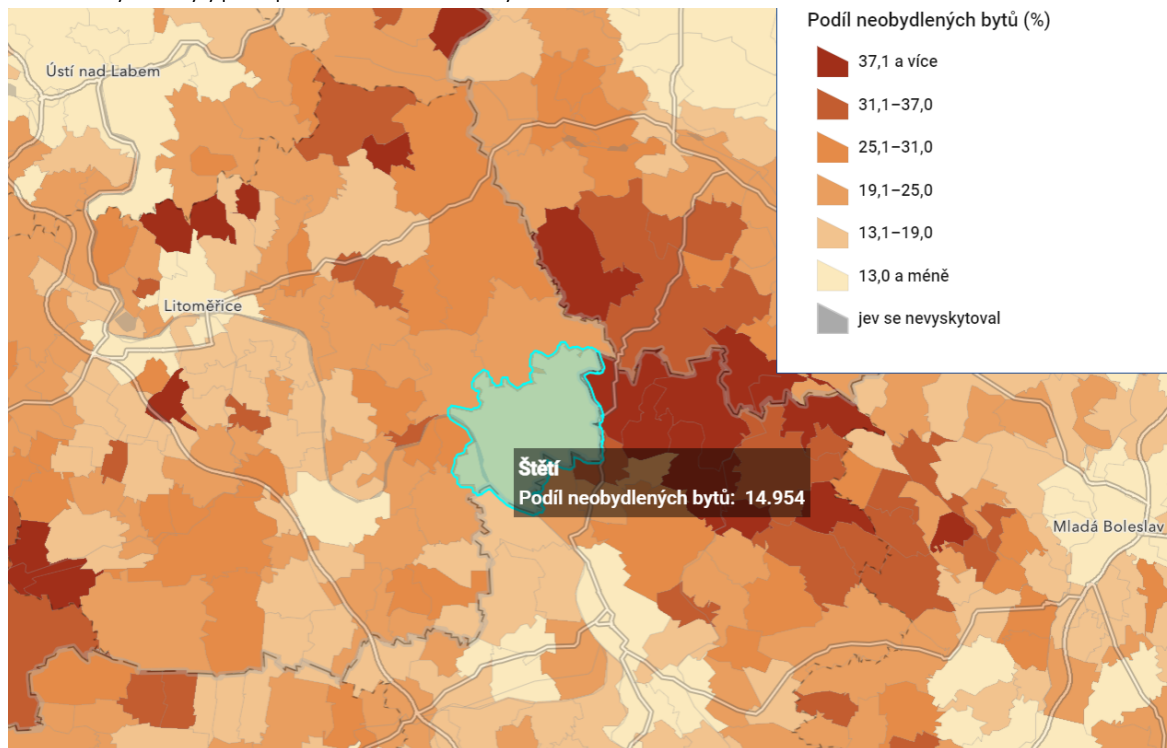 Podíl neobydlených bytů (%)
37,1 a více
31,1–37,0
25,1–31,0
19,1–25,0
13,1–19,0
13,0 a méně
jev se nevyskytoval
Ústí nad Labem
Litoměřice
Štětí
Podíl neobydlených bytů: 14.954
Mladá Boleslav